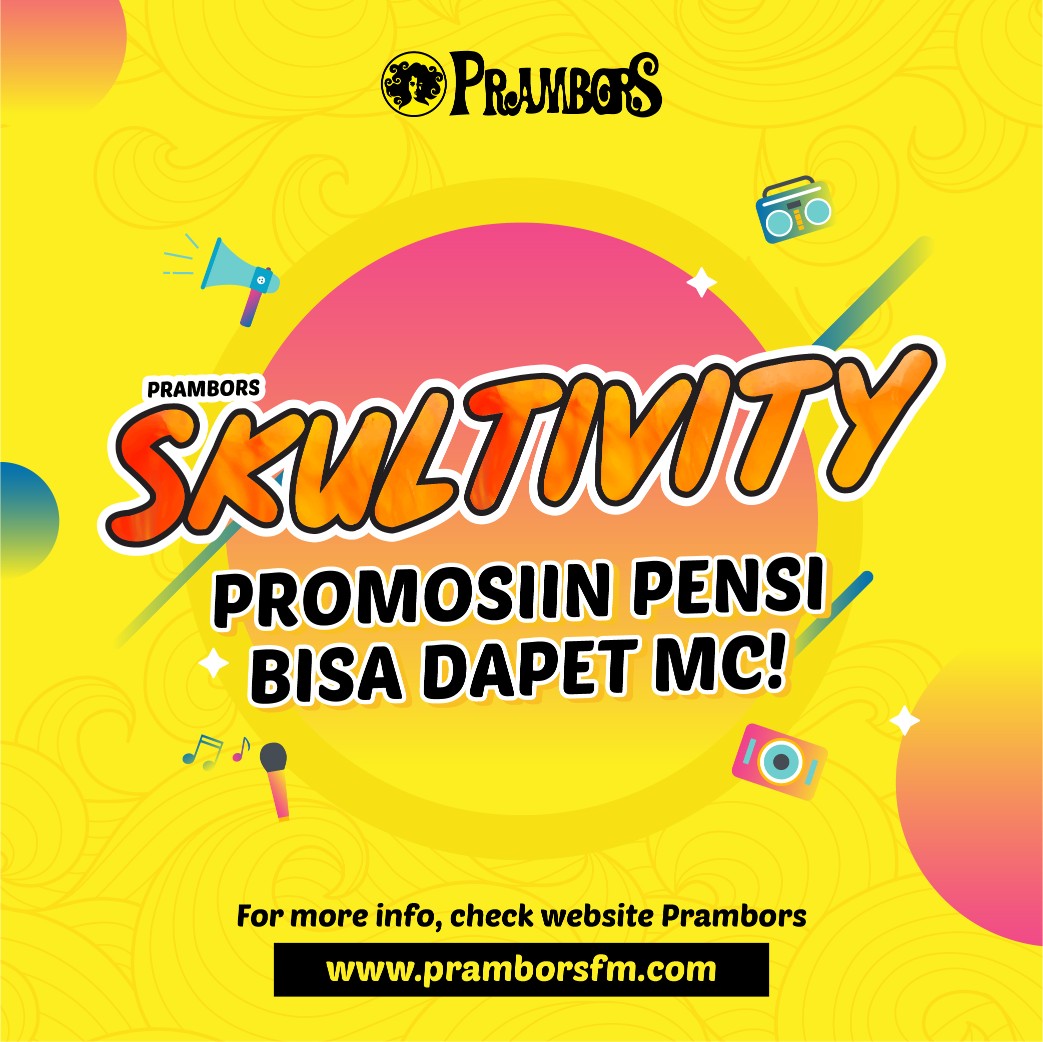 PRAMBORS
PRAMBORS
SKULTIVITY
PROMOSIIN PENSI
BISA DAPET MC!
For more info, check website Prambors
www.pramborsfm.com